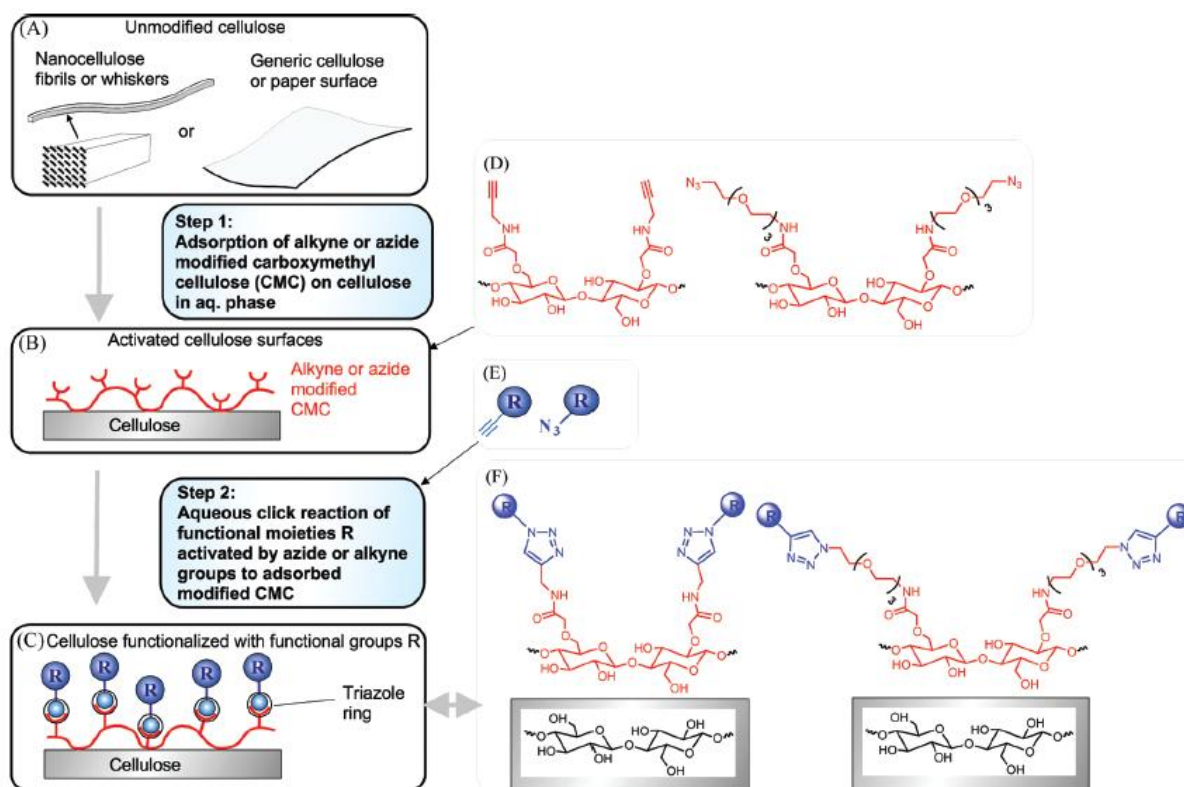 (A)
Unmodified cellulose
Nanocellulose
fibrils or whiskers
or
Generic cellulose
or paper surface
Step 1:
Adsorption of alkyne or azide
modified carboxymethyl
cellulose (CMC) on cellulose
in aq. phase
(B)
Activated cellulose surfaces
Alkyne or azide
modified
CMC
Cellulose
Step 2:
Aqueous click reaction of
functional moieties R
activated by azide or alkyne
groups to adsorbed
modified CMC
(C) Cellulose functionalized with functional groups R
R R R R R
Triazole
ring
Cellulose
(D)
N3 O 3 O 3 N3
NH HN NH HN
O O O O
O HO O O HO O
O O O O O O O O
HO OH O OH HO OH O OH
OH OH
(E)
R R
N3
(F)
R R R R
N N N N N N
N N N N N N
O 3 O 3
NH HN NH HN
O O O O
O HO O O HO O
O O O O O O O O
HO OH O OH HO OH O OH
OH OH
OH HO OH OH HO OH
O O O O O O O O
HO OH O HO OH O
OH OH